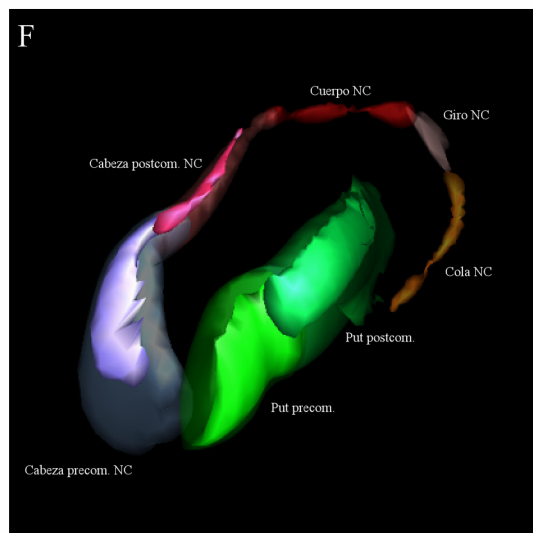 F
Cuerpo NC
Giro NC
Cabeza postcom. NC
Cola NC
Put postcom.
Put precom.
Cabeza precom. NC